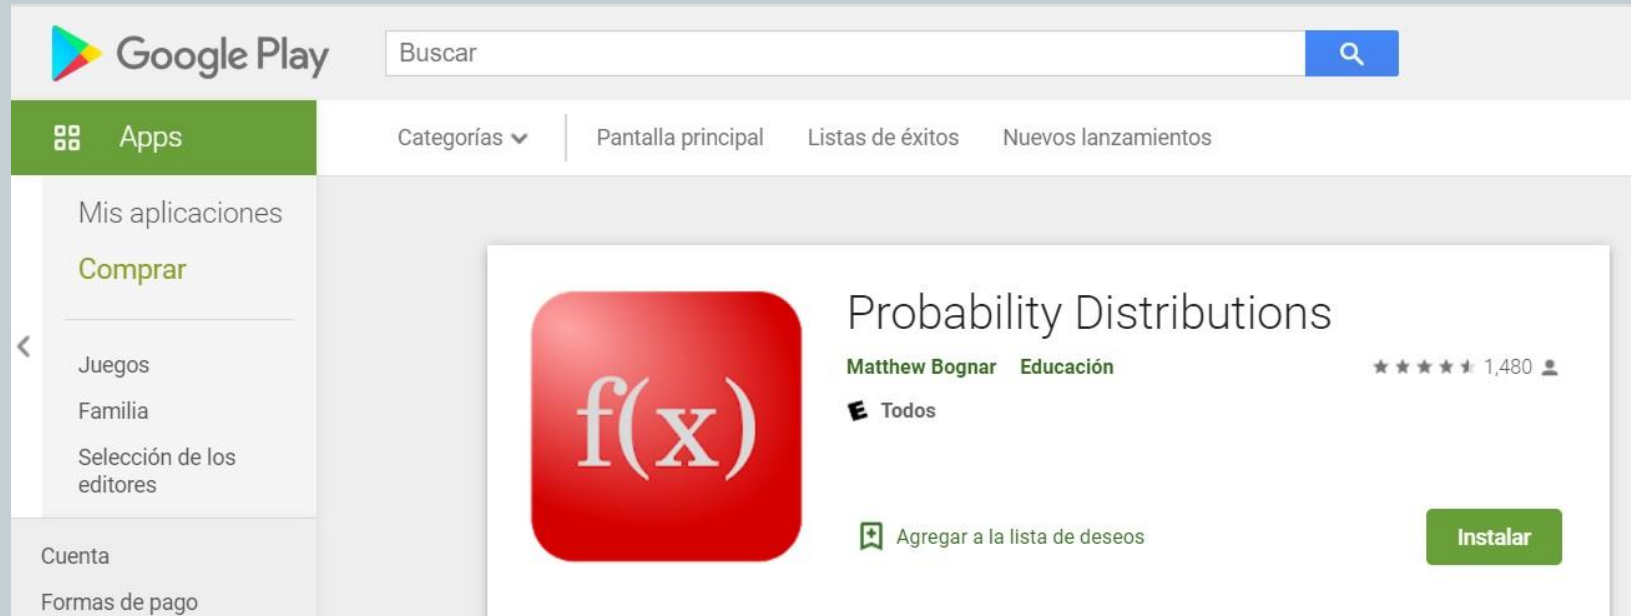 Google Play
Buscar
Apps
Categorías
Pantalla principal
Listas de éxitos
Nuevos lanzamientos
Mis aplicaciones
Comprar
Juegos
Familia
Selección de los
editores
Cuenta
Formas de pago
f(x)
Probability Distributions
Matthew Bognar Educación
1,480
E Todos
Agregar a la lista de deseos
Instalar